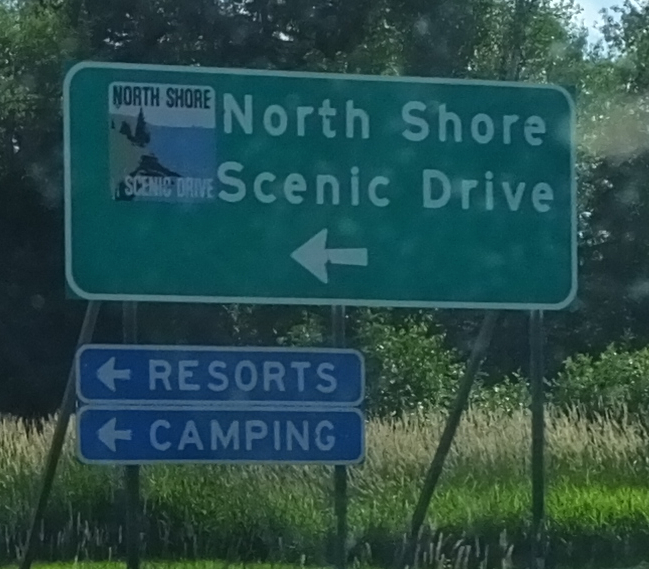 NORTH SHORE
SCENIC DRIVE
North Shore
Scenic Drive
RESORTS
CAMPING